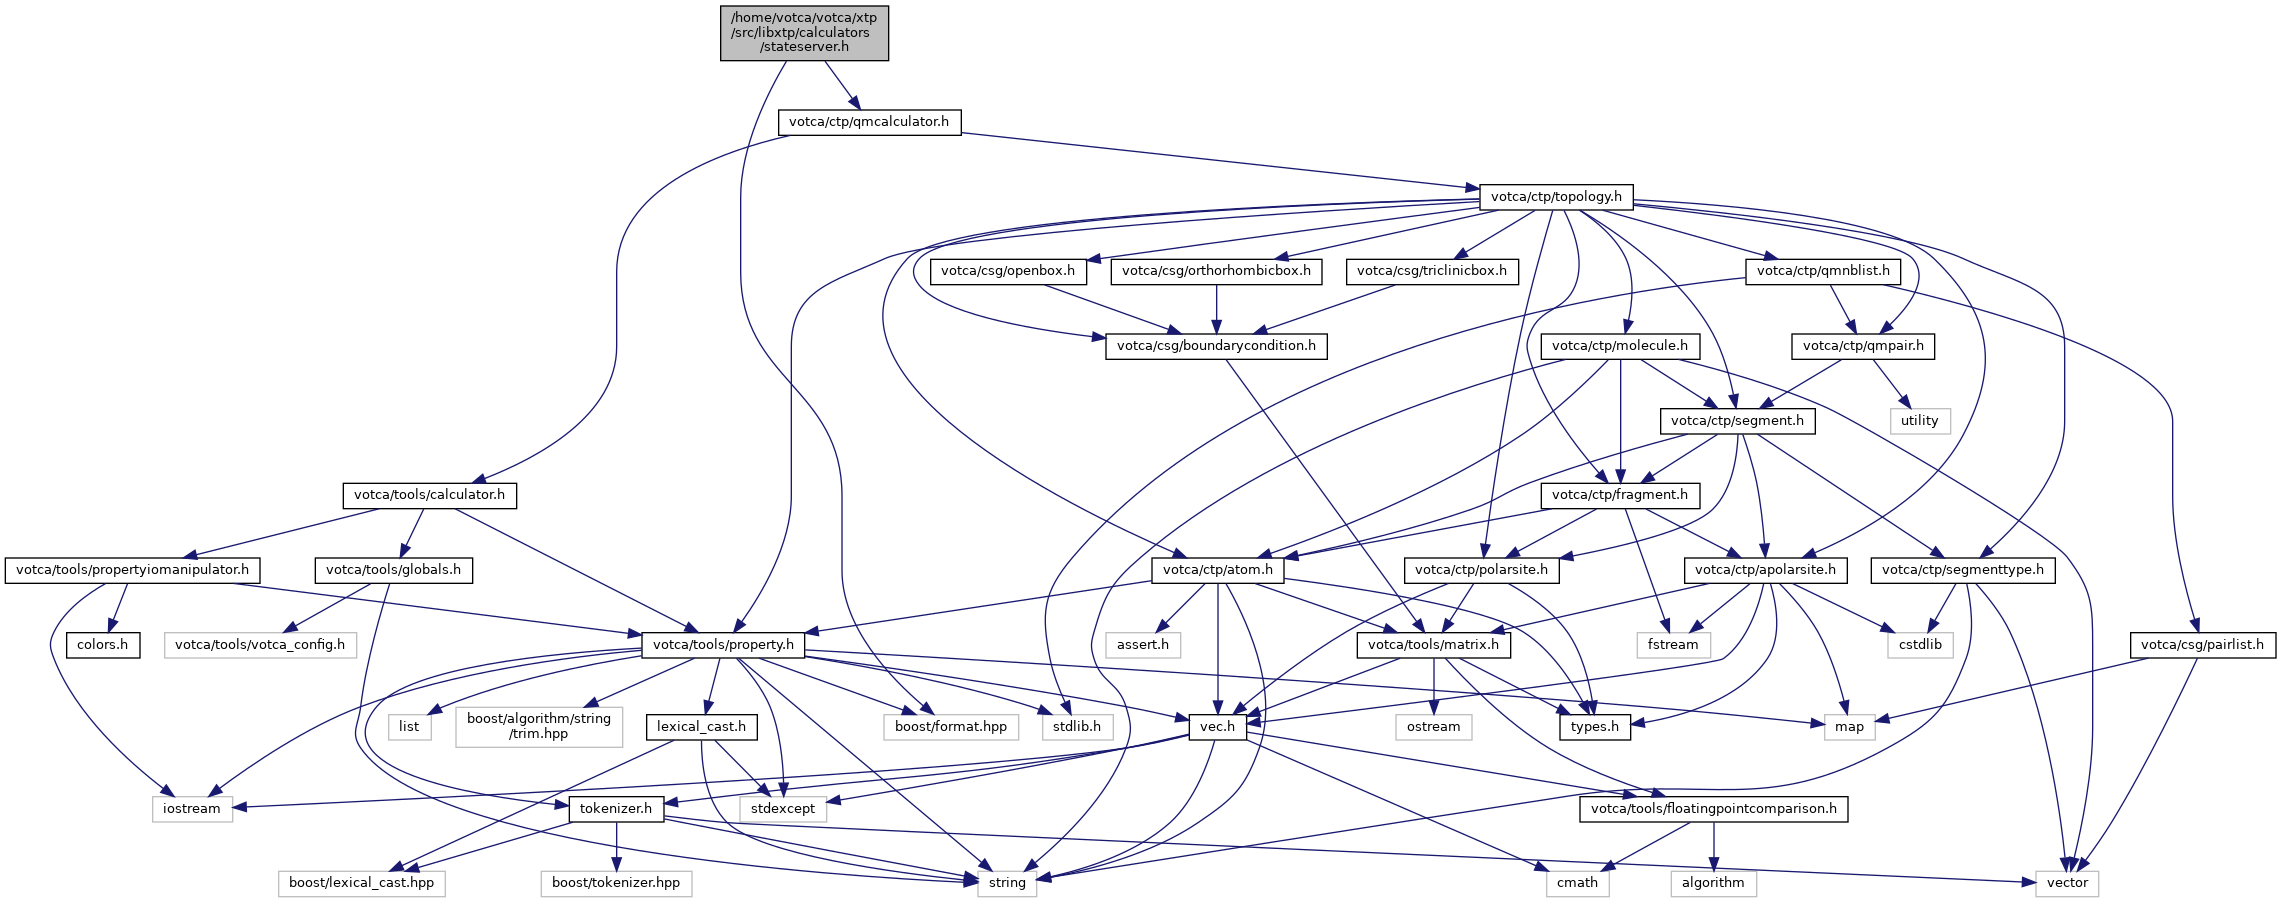 /home/votca/votca/xtp
/src/libxtp/calculators
/stateserver.h
votca/ctp/qmcalculator.h
votca/ctp/topology.h
votca/csg/openbox.h
votca/csg/orthorhombicbox.h
votca/csg/triclinicbox.h
votca/ctp/qmnblist.h
votca/csg/boundarycondition.h
votca/ctp/molecule.h
votca/ctp/qmpair.h
votca/ctp/segment.h
utility
votca/tools/calculator.h
votca/ctp/fragment.h
votca/tools/propertyiomanipulator.h
votca/tools/globals.h
votca/ctp/atom.h
votca/ctp/polarsite.h
votca/ctp/apolarsite.h
votca/ctp/segmenttype.h
colors.h
votca/tools/votca_config.h
votca/tools/property.h
assert.h
votca/tools/matrix.h
fstream
cstdlib
votca/csg/pairlist.h
list
boost/algorithm/string
/trim.hpp
lexical_cast.h
boost/format.hpp
stdlib.h
vec.h
ostream
types.h
map
iostream
tokenizer.h
stdexcept
votca/tools/floatingpointcomparison.h
boost/lexical_cast.hpp
boost/tokenizer.hpp
string
cmath
algorithm
vector